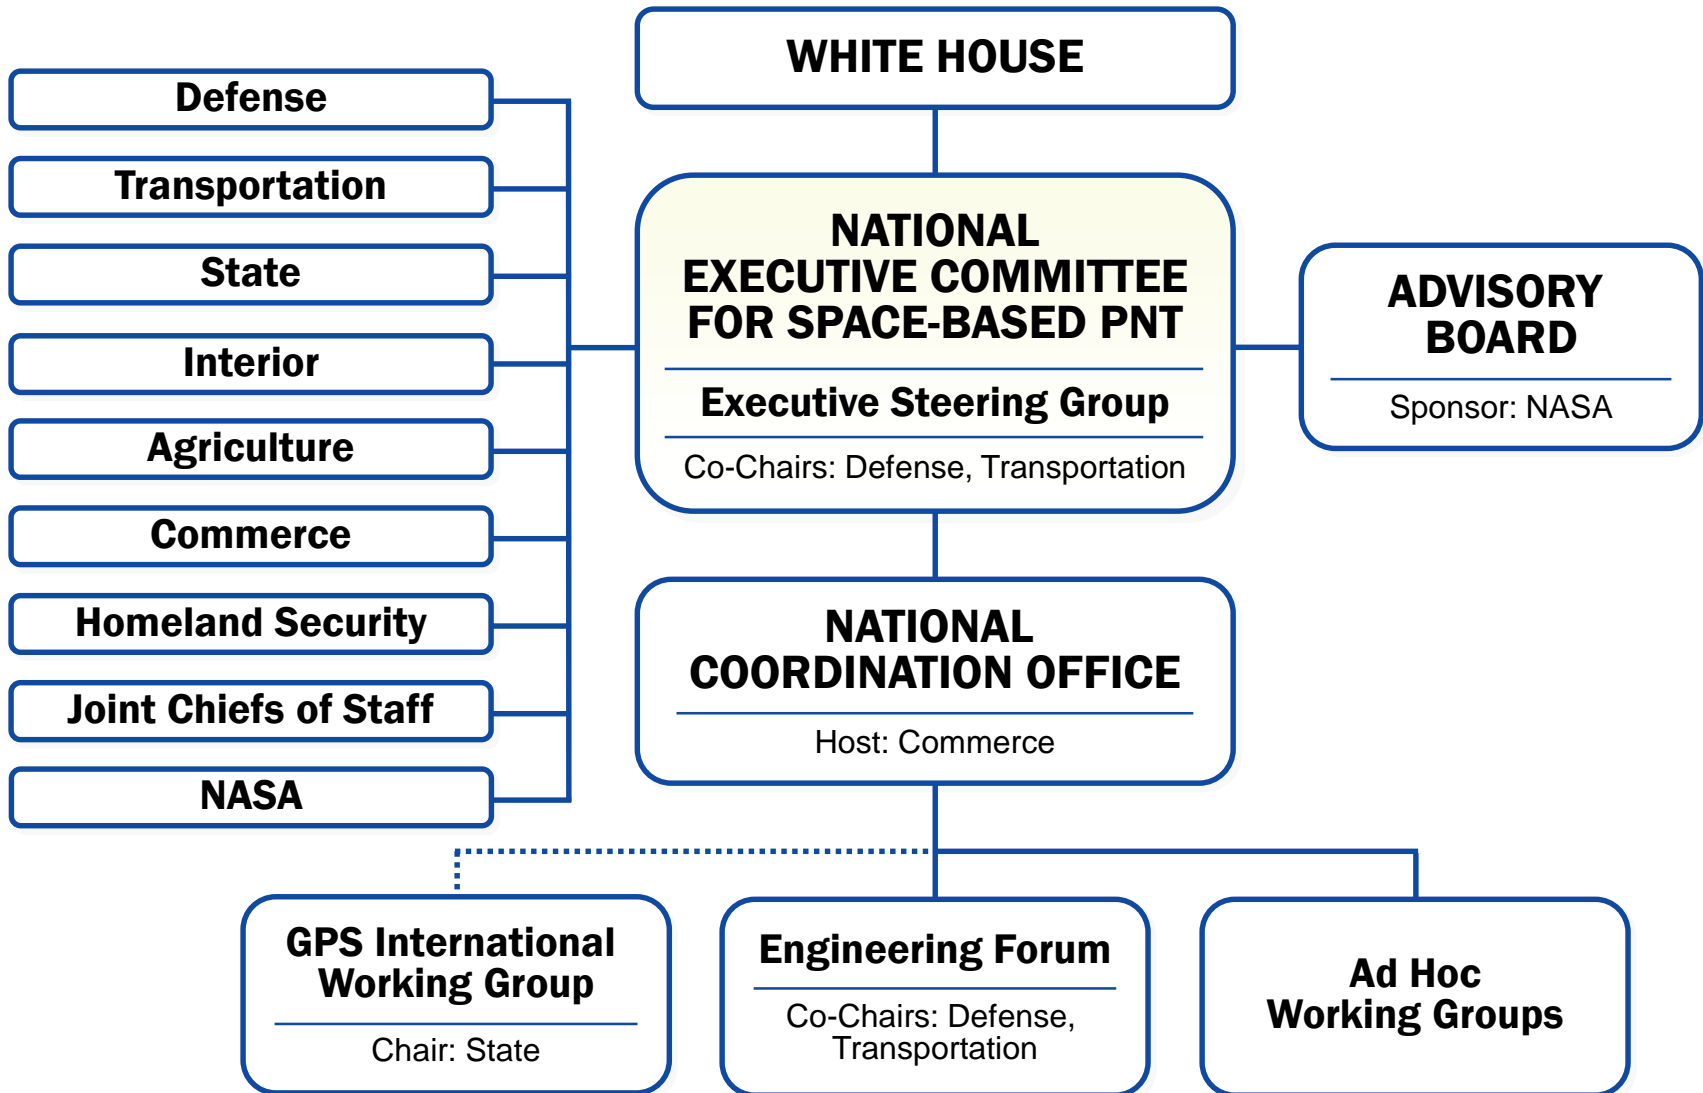 WHITE HOUSE
Defense
Transportation
State
Interior
Agriculture
Commerce
Homeland Security
Joint Chiefs of Staff
NASA
NATIONAL
EXECUTIVE COMMITTEE
FOR SPACE-BASED PNT
Executive Steering Group
Co-Chairs: Defense, Transportation
ADVISORY
BOARD
Sponsor: NASA
NATIONAL
COORDINATION OFFICE
Host: Commerce
GPS International
Working Group
Chair: State
Engineering Forum
Co-Chairs: Defense,
Transportation
Ad Hoc
Working Groups